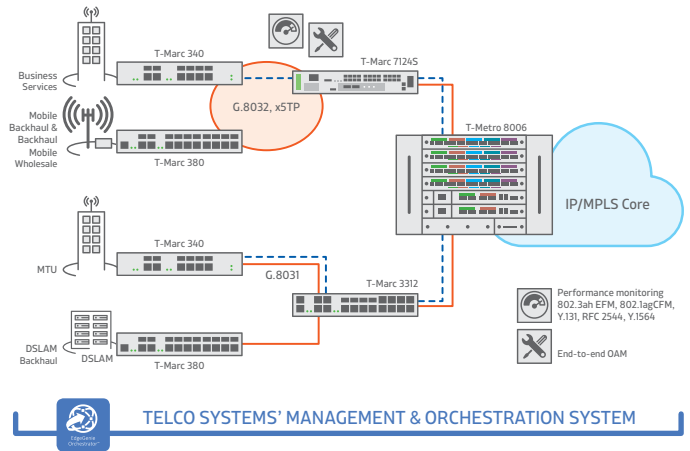 T-Marc 340
T-Marc 7124S
Business
Services
G.8032, x5TP
Mobile
Backhaul &
Backhaul
Mobile
Wholesale
T-Marc 380
T-Metro 8006
IP/MPLS Core
T-Marc 340
MTU
G.8031
T-Marc 3312
Performance monitoring
802.3ah EFM, 802.1agCFM,
Y.131, RFC 2544, Y.1564
DSLAM
Backhaul
DSLAM
T-Marc 380
End-to-end OAM
EdgeGenie
Orchestrator™
TELCO SYSTEMS' MANAGEMENT & ORCHESTRATION SYSTEM